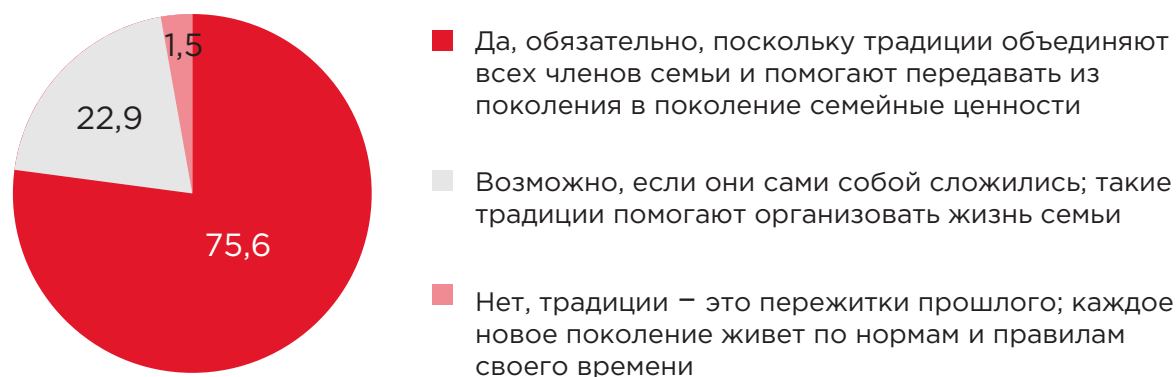 1,5
22,9
75,6
Да, обязательно, поскольку традиции объединяют
всех членов семьи и помогают передавать из
поколения в поколение семейные ценности
Возможно, если они сами собой сложились; такие
традиции помогают организовать жизнь семьи
Нет, традиции – это пережитки прошлого; каждое
новое поколение живет по нормам и правилам
своего времени